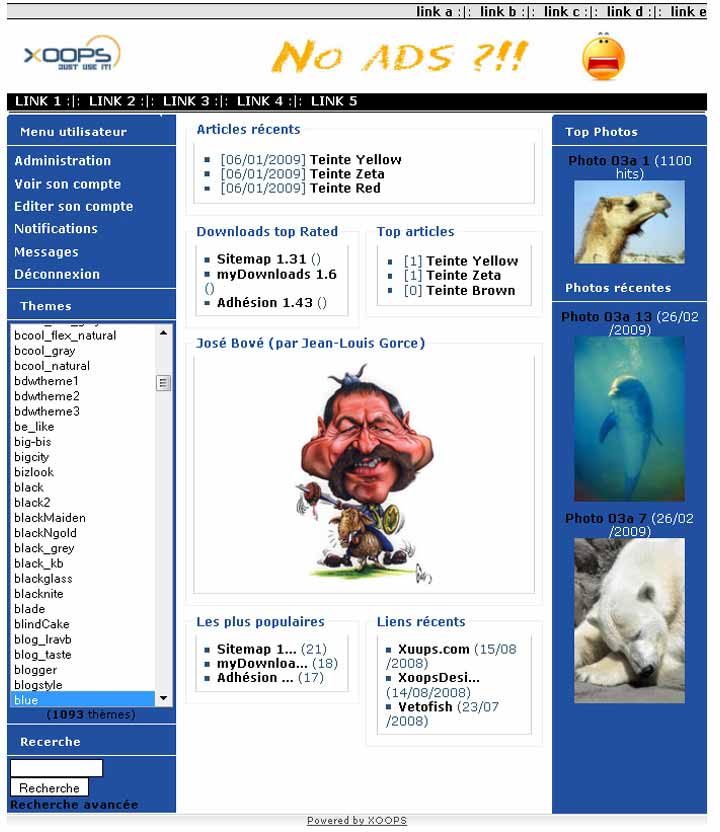 link a :|: link b :|: link c :|: link d :|: link e
XOOPS
JUST USE IT!
No ADS ?!!
LINK 1 :|: LINK 2 :|: LINK 3 :|: LINK 4 :|: LINK 5
Menu utilisateur
Administration
Voir son compte
Editer son compte
Notifications
Messages
Déconnexion
Themes
bcool_flex_natural
bcool_gray
bcool_natural
bdwtheme1
bdwtheme2
bdwtheme3
be_like
big-bis
bigcity
bizlook
black
black2
blackMaiden
blackNgold
black_grey
black_kb
blackglass
blacknite
blade
blindCake
blog_lravb
blog_taste
blogger
blogstyle
blue
(1093 thèmes)
Recerche
Recherche
Recherche avancée
Articles récents
[06/01/2009] Teinte Yellow
[06/01/2009] Teinte Zeta
[06/01/2009] Teinte Red
Downloads top Rated
Sitemap 1.31 ()
myDownloads 1.6
()
Adhésion 1.43 ()
Top articles
[1] Teinte Yellow
[1] Teinte Zeta
[0] Teinte Brown
José Bové (par Jean-Louis Gorce)
Les plus populaires
Sitemap 1... (21)
myDownloa... (18)
Adhésion ... (17)
Liens récents
Xuups.com (15/08
/2008)
XoopsDesi...
(14/08/2008)
Vetofish (23/07
/2008)
Top Photos
Photo 03a 1 (1100
hits)
Photos récentes
Photo 03a 13 (26/02
/2009)
Photo 03a 7 (26/02
/2009)
Powered by XOOPS